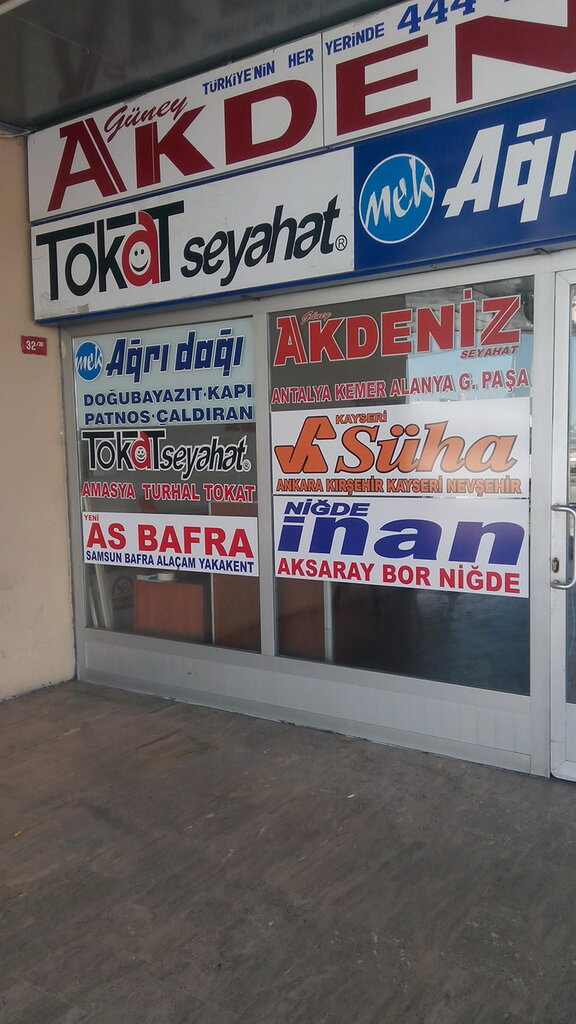 TÜRKİYE'NİN HER YERİNDE 444
Güney
AKDEN
Tokat seyahat ®
mek Ağrı
32
mek Ağrı dağı
DOĞUBAYAZIT·KAPI
PATNOS·ÇALDIRAN
Tokat seyahat ®
AMASYA TURHAL TOKAT
YENİ
AS BAFRA
SAMSUN BAFRA ALAÇAM YAKAKENT
Güney
AKDENİZ
SEYAHAT
ANTALYA KEMER ALANYA G. PAŞA
KAYSERİ
Süha
ANKARA KIRŞEHİR KAYSERİ NEVŞEHİR
NİĞDE
inan
AKSARAY BOR NİĞDE